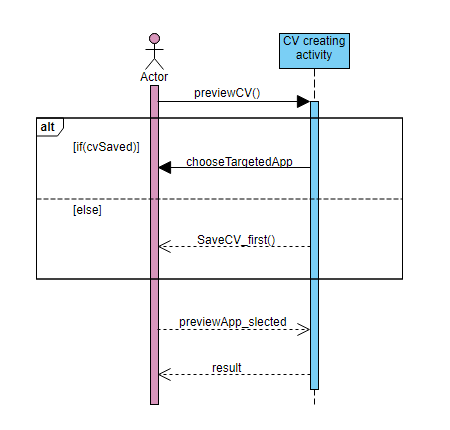 CV creating
activity
Actor
previewCV()
alt
[if(cvSaved)]
chooseTargetedApp
[else]
SaveCV_first()
previewApp_slected
result